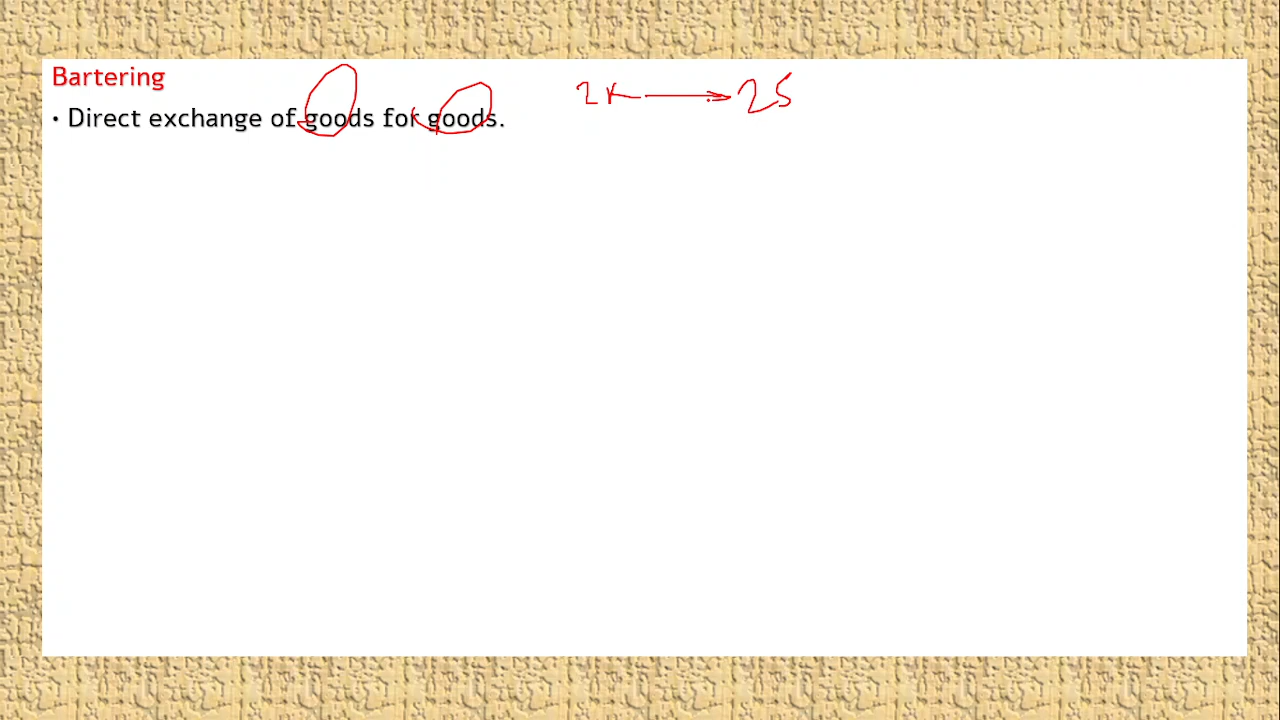 Bartering
• Direct exchange of goods for goods.
2K → 2S